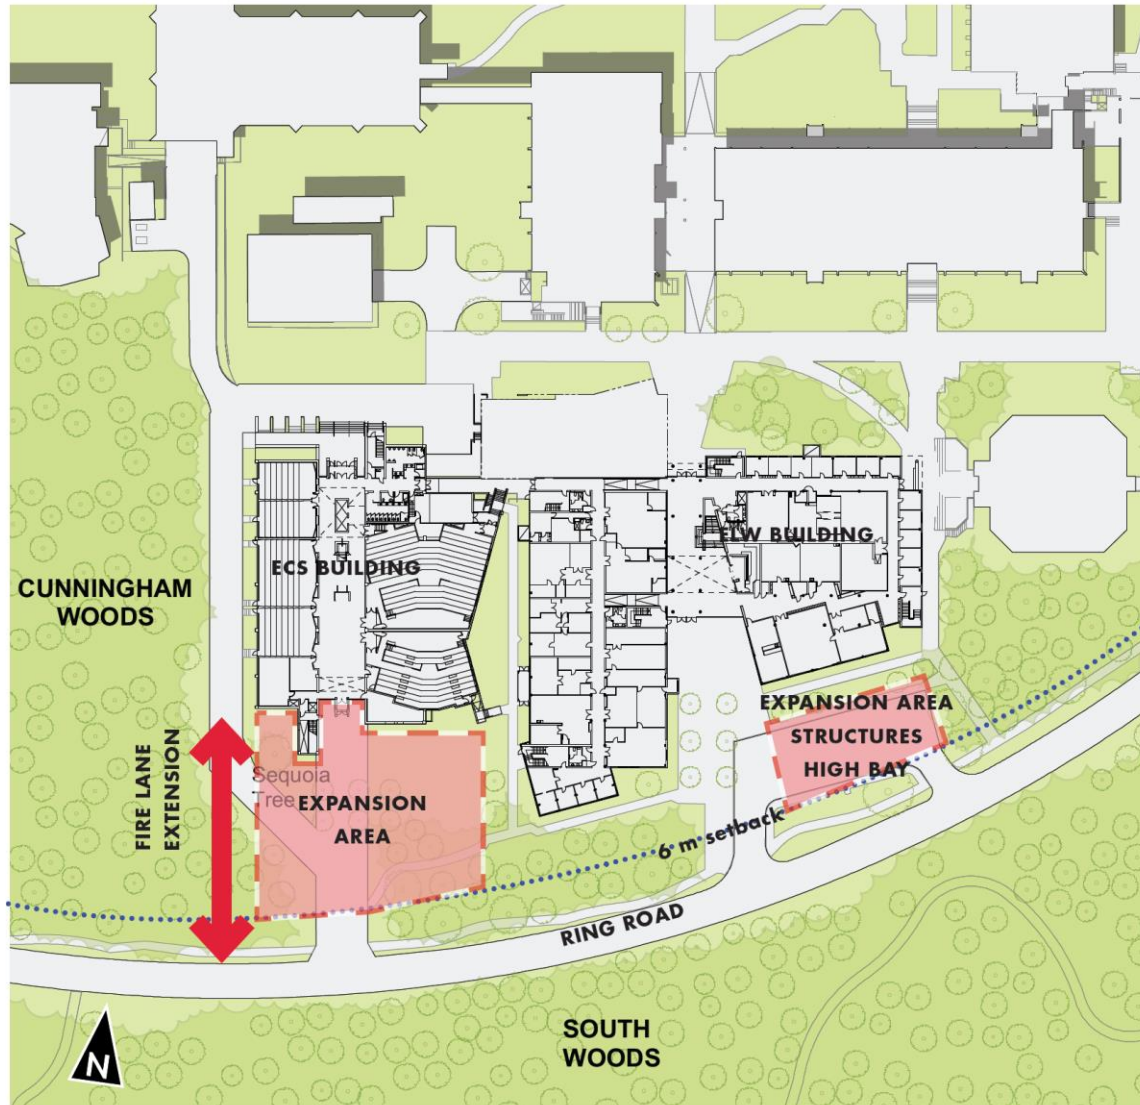 ECS BUILDING
ELW BUILDING
CUNNINGHAM
WOODS
FIRE LANE
EXTENSION
Sequoia
Tree
EXPANSION
AREA
EXPANSION AREA
STRUCTURES
HIGH BAY
6 m setback
RING ROAD
SOUTH
WOODS
N